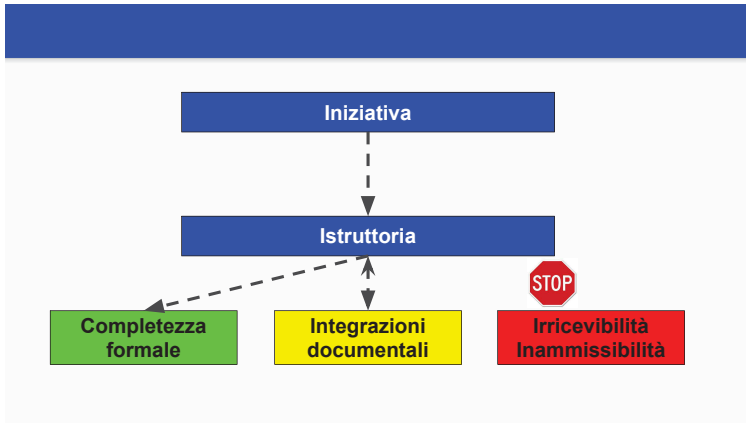 Iniziativa
Istruttoria
STOP
Completezza
formale
Integrazioni
documentali
Irricevibilità
Inammissibilità